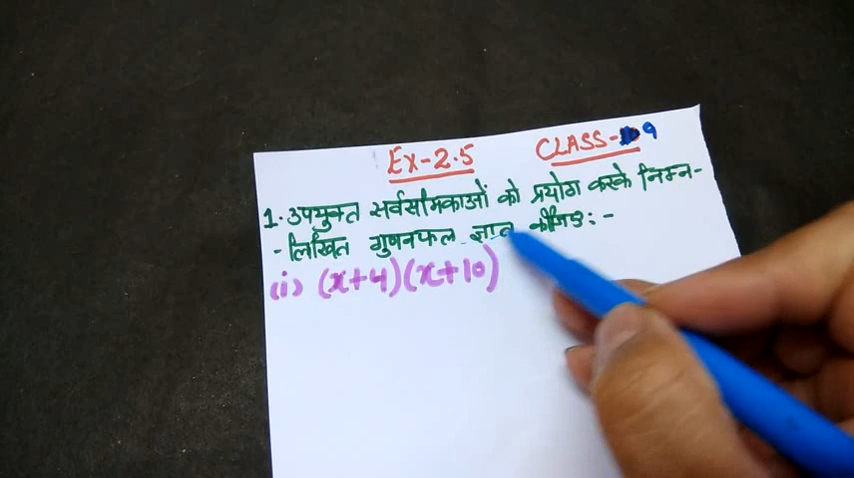 Ex-2.5 CLASS-9
1. उपयुक्त सर्वसमिकाओं को प्रयोग करके निम्न-
- लिखित गुणनफल ज्ञात कीजिए:-
(i) (x+4)(x+10)